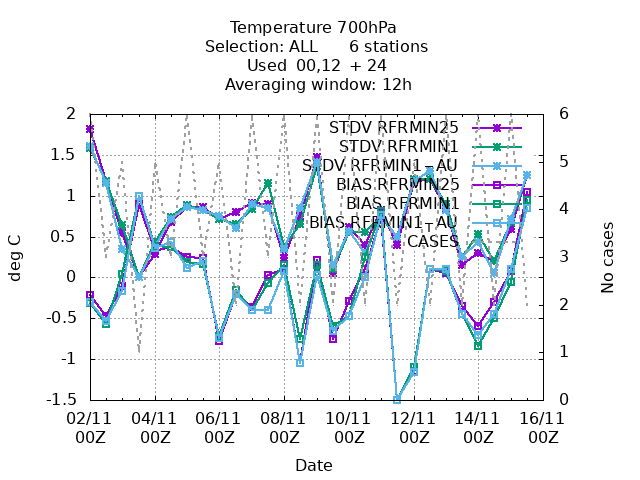 Temperature 700hPa
Selection: ALL 6 stations
Used 00,12 + 24
Averaging window: 12h
STDV RFRMIN25
STDV RFRMIN1
STDV RFRMIN1_AU
BIAS RFRMIN25
BIAS RFRMIN1
BIAS RFRMIN1_AU
CASES
2
1.5
1
0.5
0
-0.5
-1
-1.5
deg C
6
5
4
3
2
1
0
No cases
02/11 04/11 06/11 08/11 10/11 12/11 14/11 16/11
00Z 00Z 00Z 00Z 00Z 00Z 00Z 00Z
Date